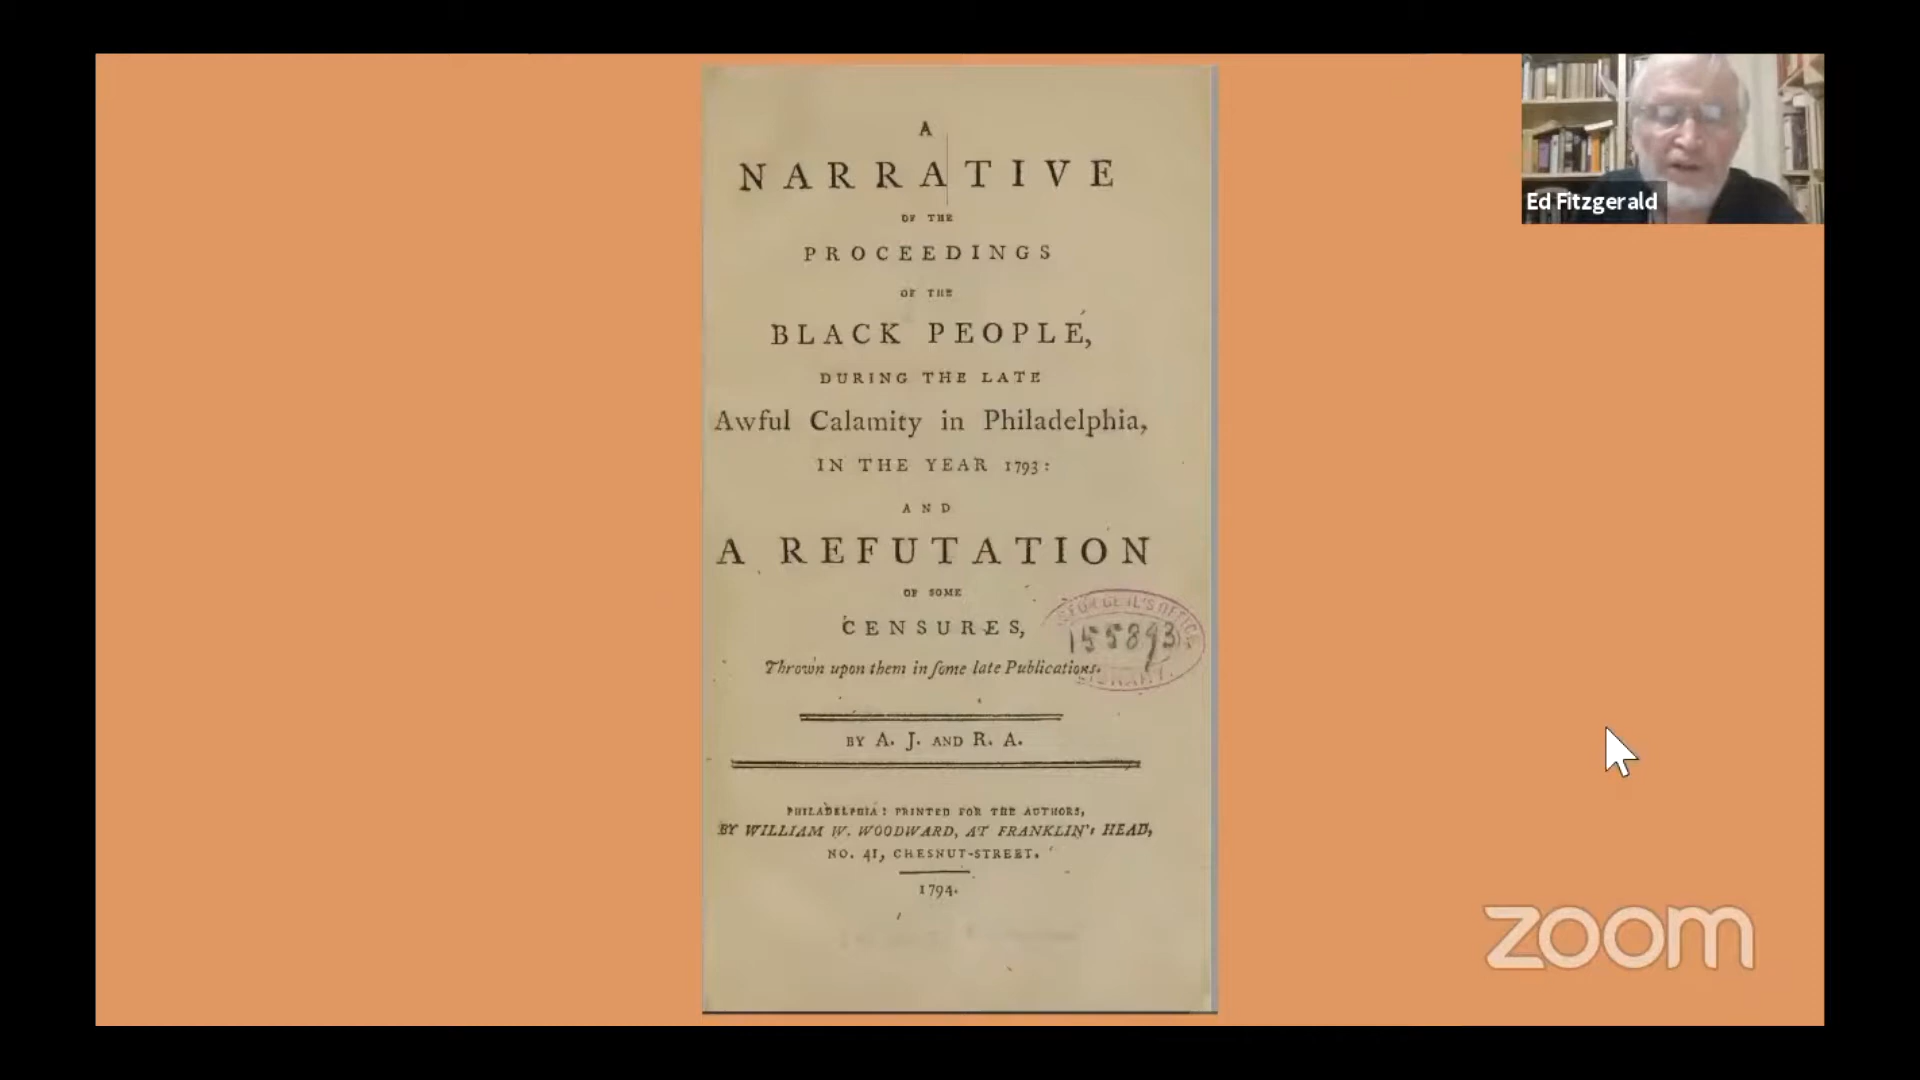 A
NARRATIVE
OF THE
PROCEEDINGS
OF THE
BLACK PEOPLE,
DURING THE LATE
Awful Calamity in Philadelphia,
IN THE YEAR 1793:
AND
A REFUTATION
OF SOME
CENSURES,
Thrown upon them in ſome late Publications.
BY A. J. AND R. A.
PHILADELPHIA: PRINTED FOR THE AUTHORS,
BY WILLIAM W. WOODWARD, AT FRANKLIN's HEAD,
NO. 41, CHESNUT-STREET.
1794.
155893
LIBRARY.
Ed Fitzgerald
zoom